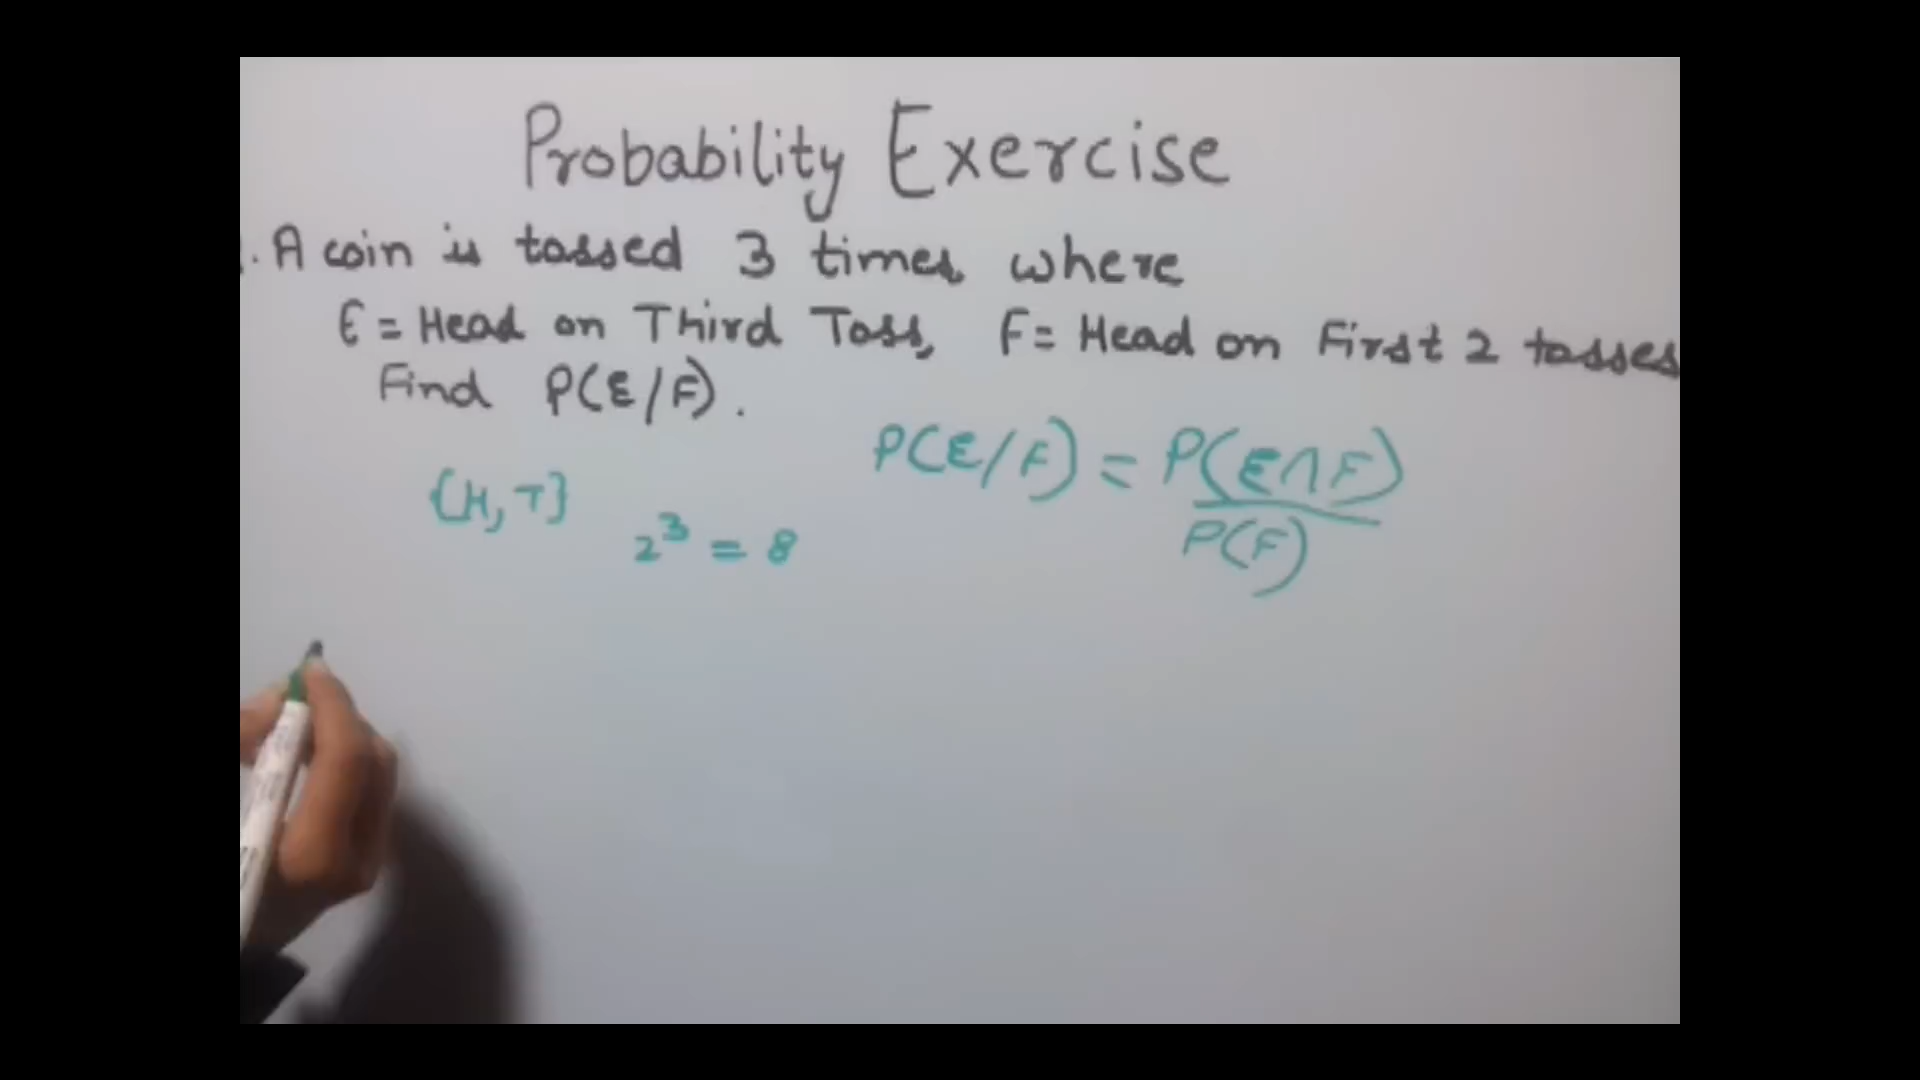 Probability Exercise
. A coin is tossed 3 times where
E = Head on Third Toss, F = Head on First 2 tosses
Find P(E/F).
P(E/F) = P(E∩F)
P(F)
{H, T}
2³ = 8